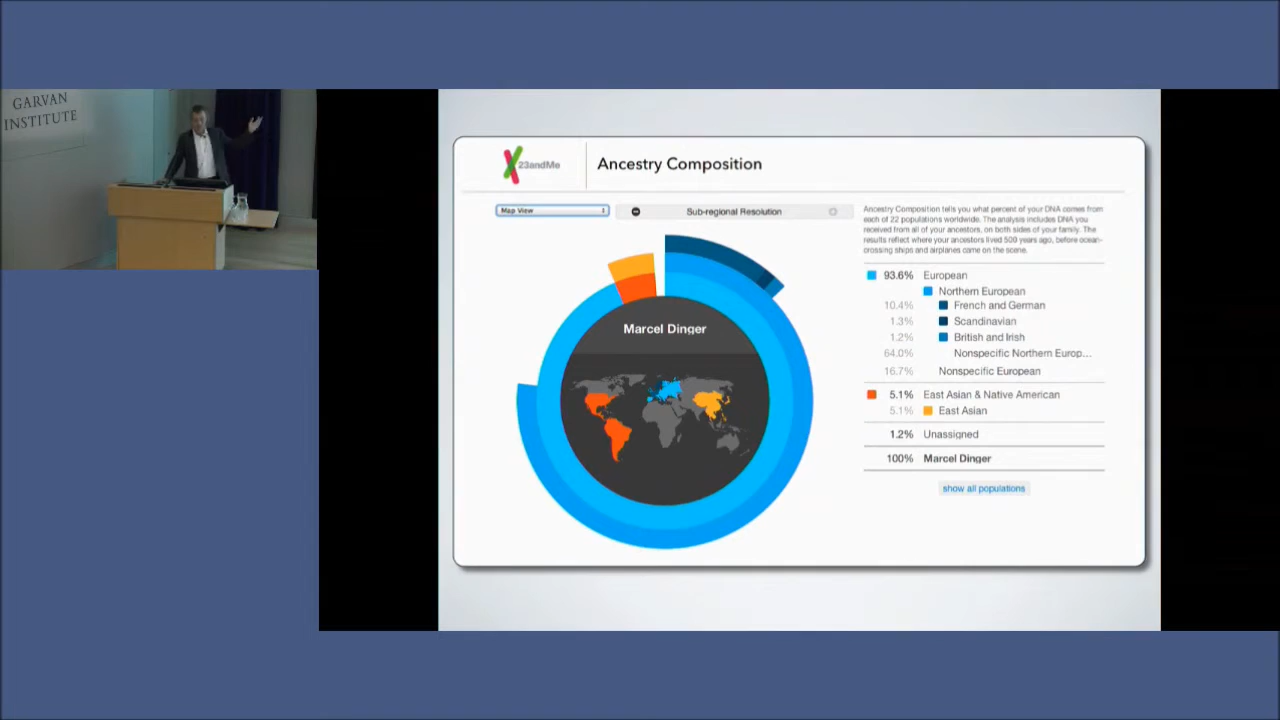 GARVAN
INSTITUTE
23andMe
Ancestry Composition
Map View
Sub-regional Resolution
Marcel Dinger
Ancestry Composition tells you what percent of your DNA comes from
each of 22 populations worldwide. The analysis includes DNA you
received from all of your ancestors, on both sides of your family. The
results reflect where your ancestors lived 500 years ago, before ocean-
crossing ships and airplanes came on the scene.
93.6% European
Northern European
10.4% French and German
1.3% Scandinavian
1.2% British and Irish
64.0% Nonspecific Northern Europ...
16.7% Nonspecific European
5.1% East Asian & Native American
5.1% East Asian
1.2% Unassigned
100% Marcel Dinger
show all populations